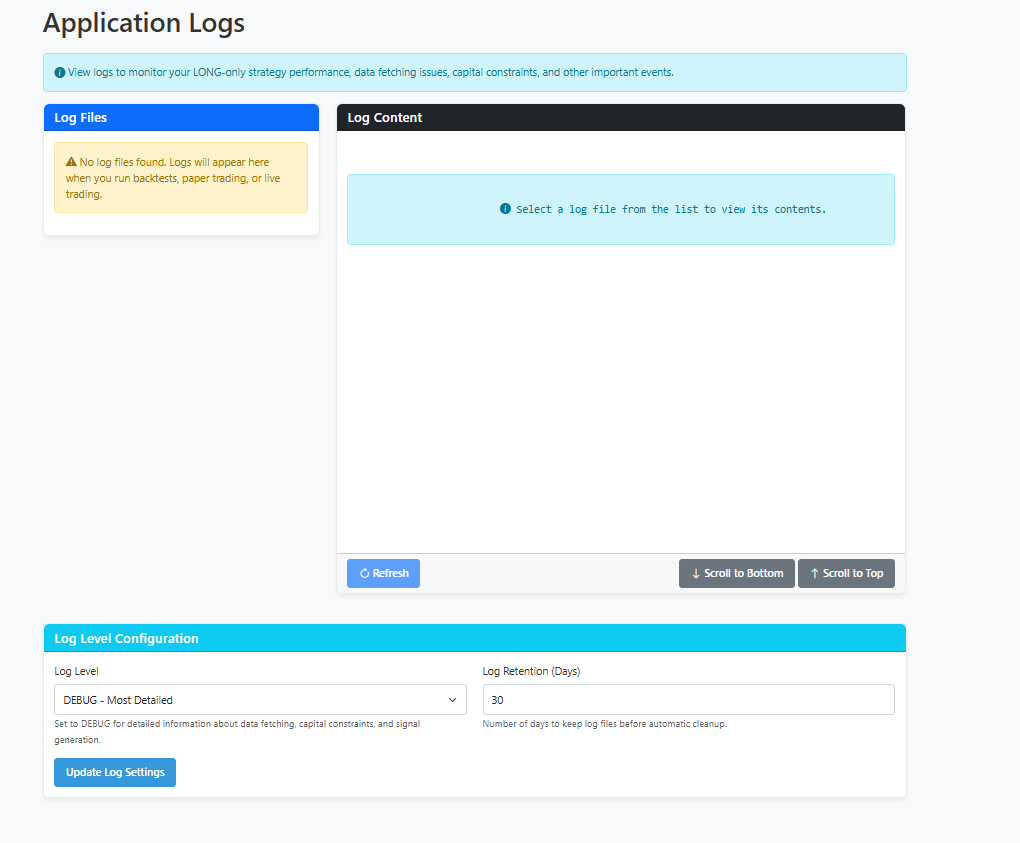 Application Logs
View logs to monitor your LONG-only strategy performance, data fetching issues, capital constraints, and other important events.
Log Files
No log files found. Logs will appear here
when you run backtests, paper trading, or live
trading.
Log Content
Select a log file from the list to view its contents.
Refresh
Scroll to Bottom
Scroll to Top
Log Level Configuration
Log Level
DEBUG - Most Detailed
Set to DEBUG for detailed information about data fetching, capital constraints, and signal
generation.
Log Retention (Days)
30
Number of days to keep log files before automatic cleanup.
Update Log Settings